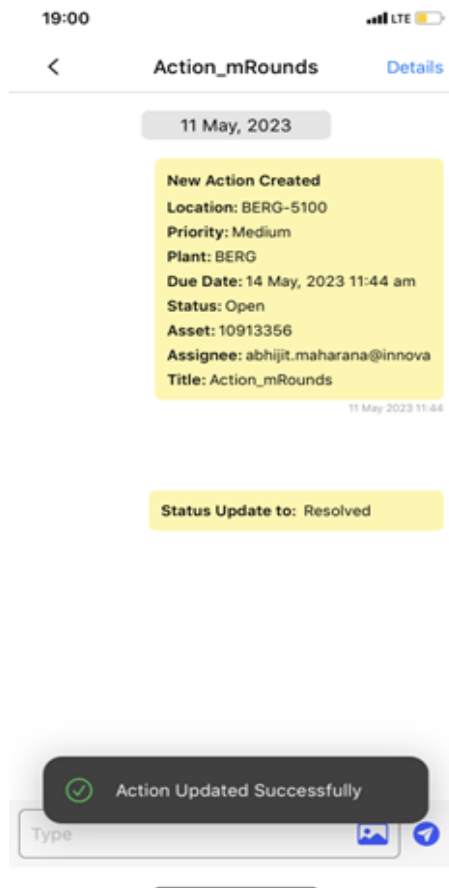 19:00
LTE
Action_mRounds
Details
11 May, 2023
New Action Created
Location: BERG-5100
Priority: Medium
Plant: BERG
Due Date: 14 May, 2023 11:44 am
Status: Open
Asset: 10913356
Assignee: abhijit.maharana@innova
Title: Action_mRounds
11 May 2023 11:44
Status Update to: Resolved
Action Updated Successfully
Type